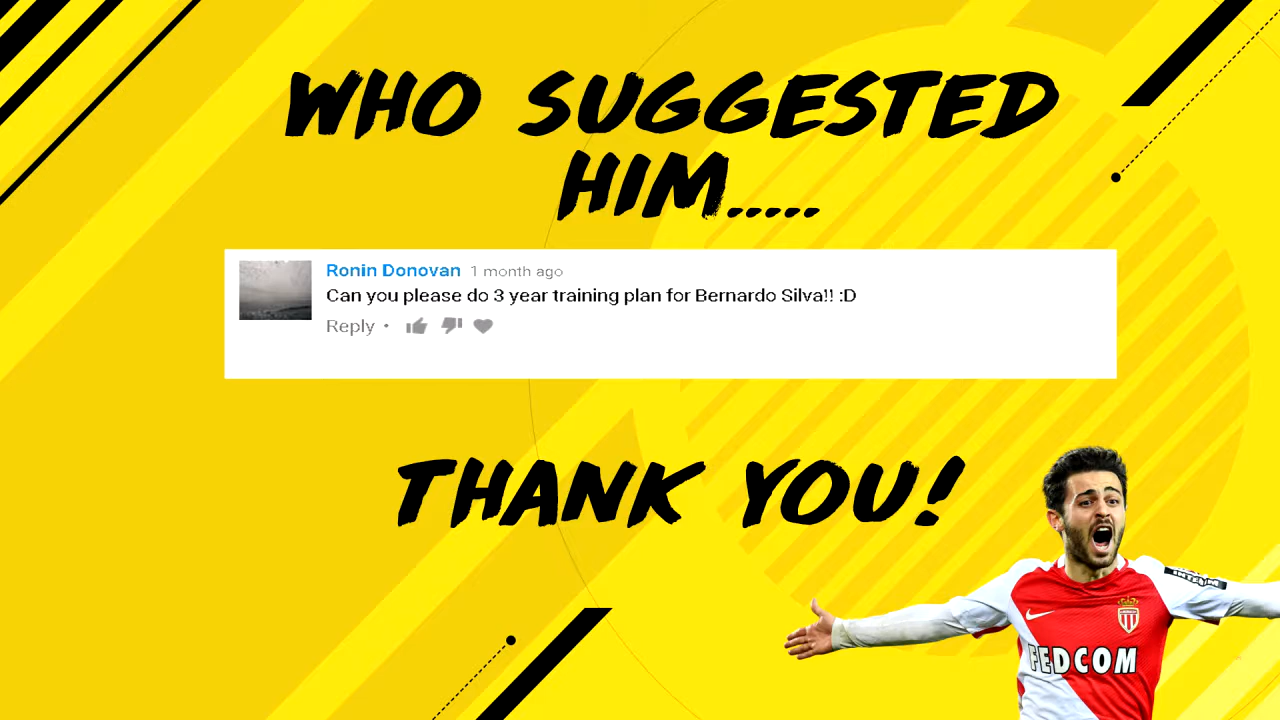 WHO SUGGESTED
HIM.....
Ronin Donovan 1 month ago
Can you please do 3 year training plan for Bernardo Silva!! :D
Reply •
THANK YOU!
FEDCOM